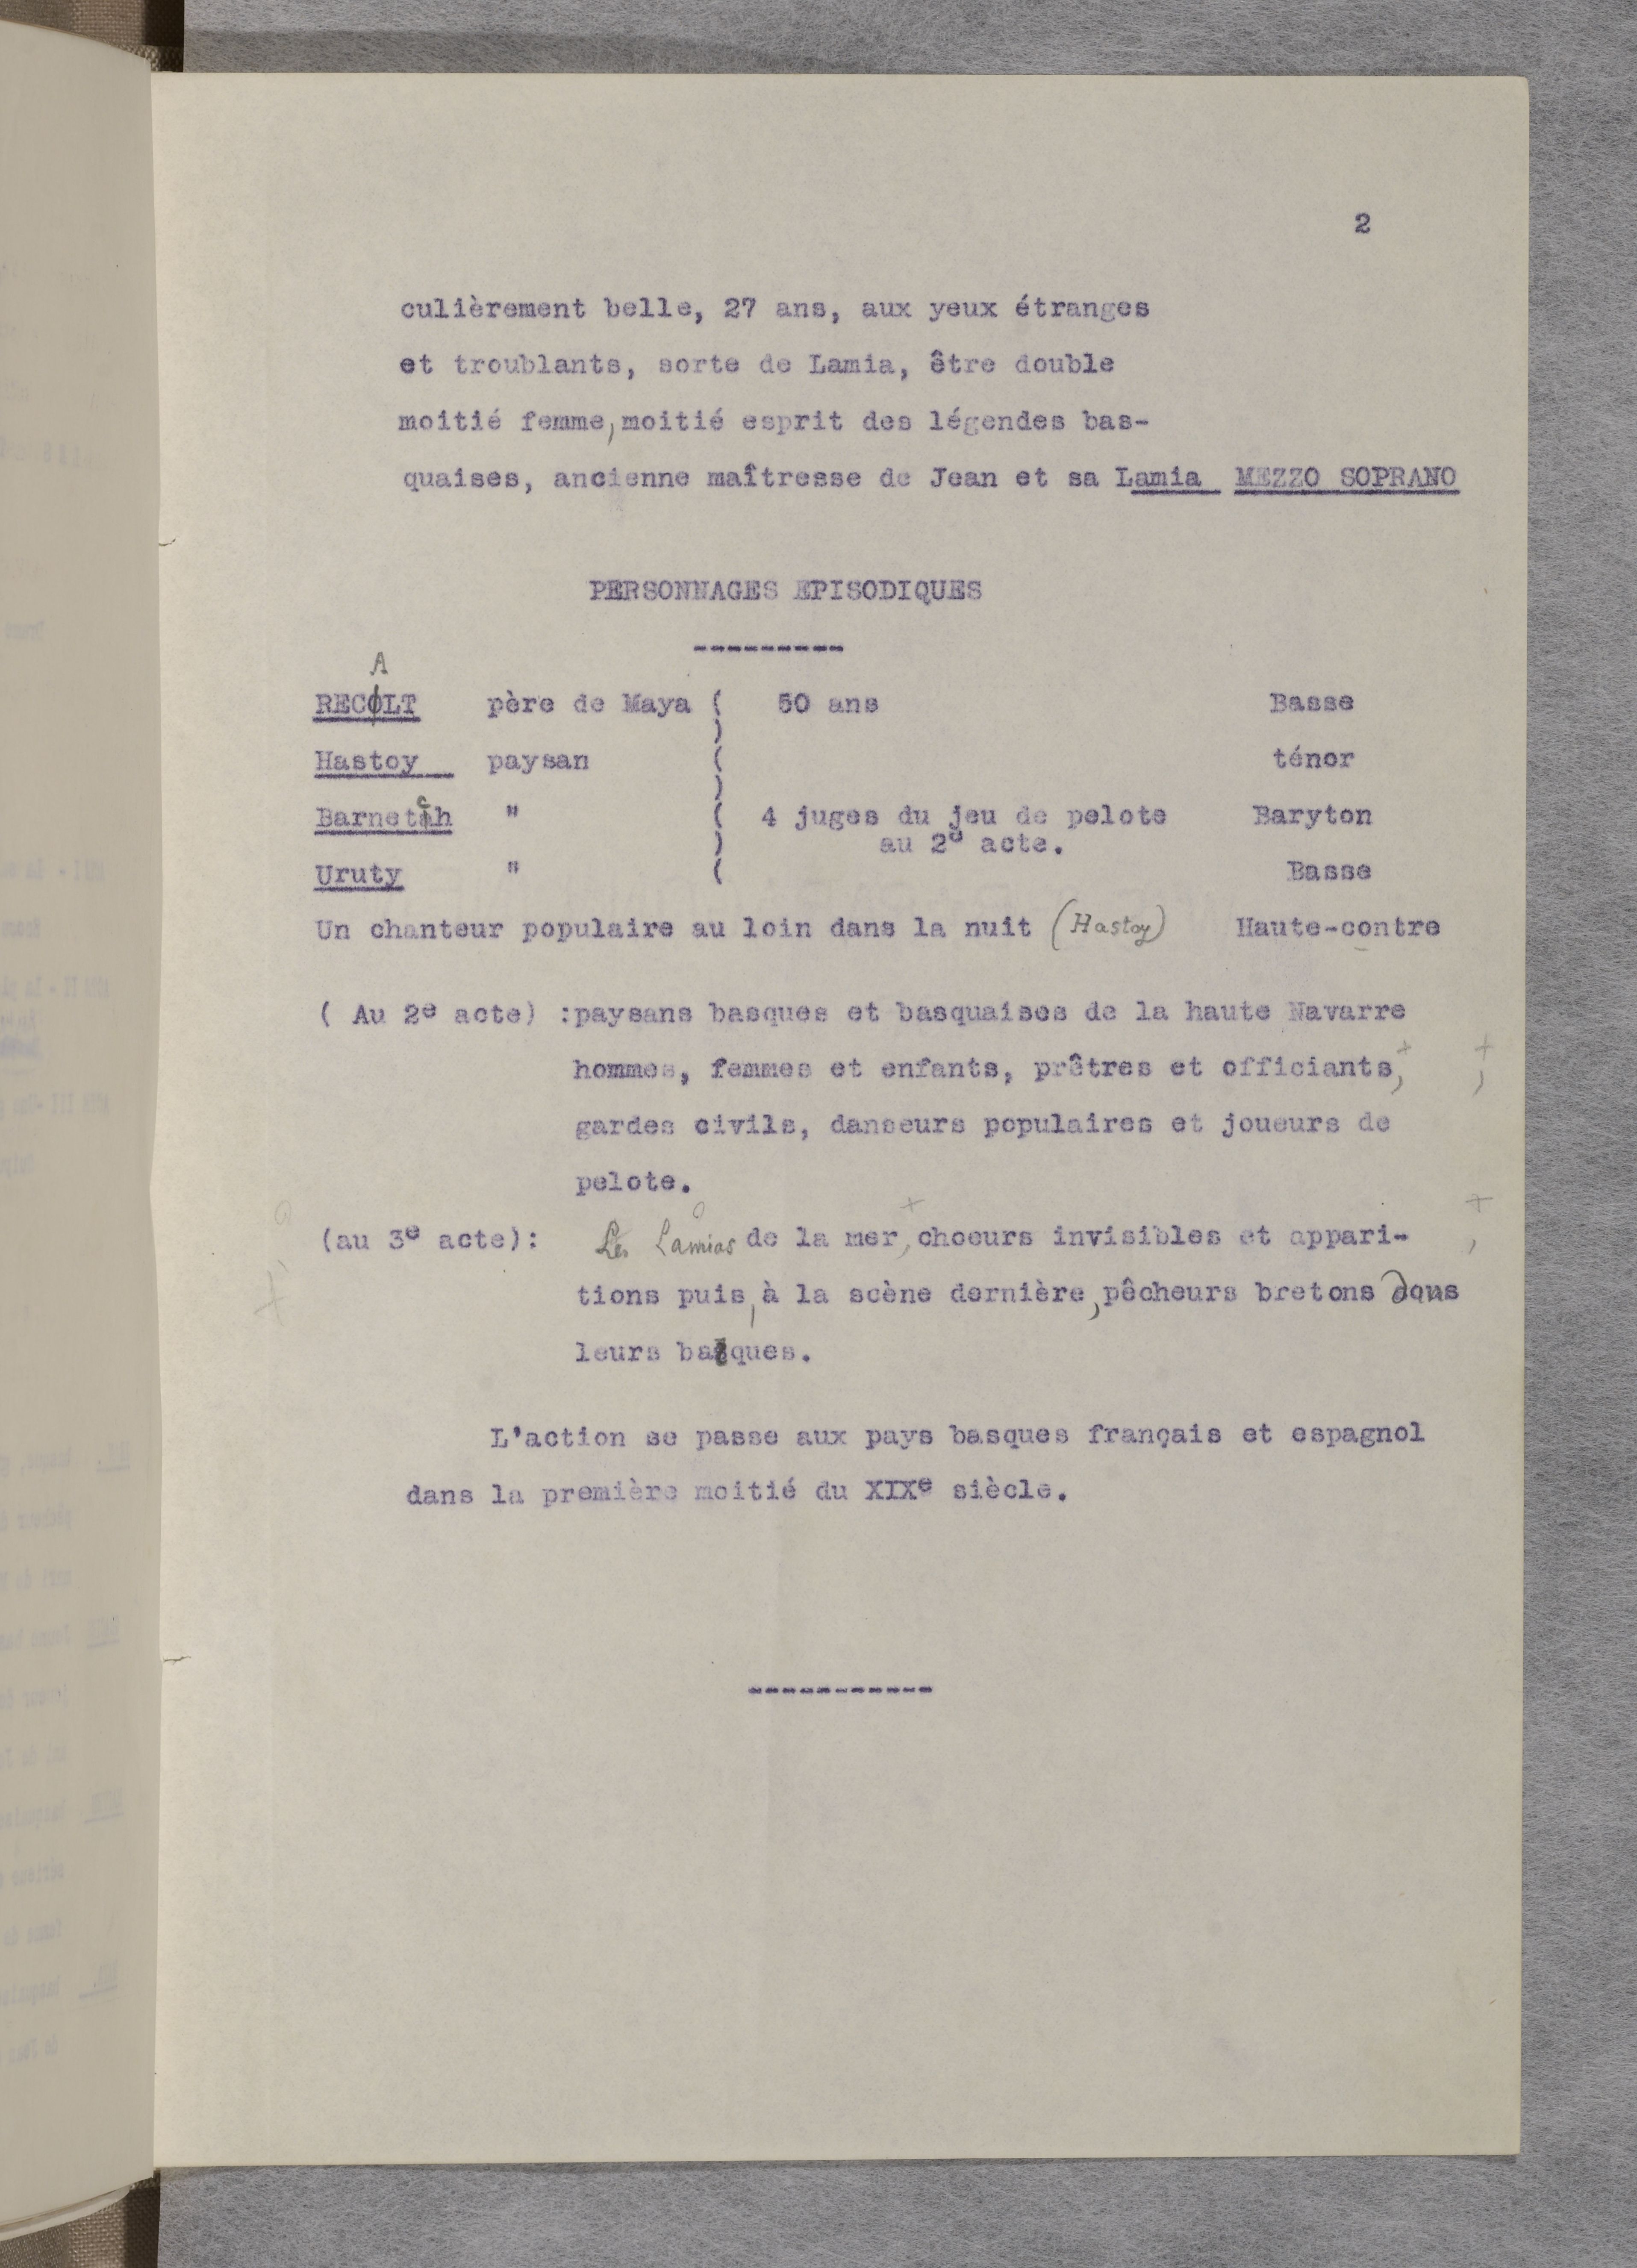 2
culièrement belle, 27 ans, aux yeux étranges
et troublants, sorte de Lamia, être double
moitié femme, moitié esprit des légendes bas-
quaises, ancienne maîtresse de Jean et sa Lamia MEZZO SOPRANO
PERSONNAGES EPISODIQUES
----------
RECALT père de Maya ( 50 ans Basse
)
Hastoy paysan ( ténor
)
Barnetch " ( 4 juges du jeu de pelote Baryton
) au 2e acte.
Uruty " ( Basse
Un chanteur populaire au loin dans la nuit (Hastoy) Haute-contre
( Au 2e acte) :paysans basques et basquaises de la haute Navarre
hommes, femmes et enfants, prêtres et officiants,
gardes civils, danseurs populaires et joueurs de
pelote.
(au 3e acte): Les Lamias de la mer, choeurs invisibles et appari-
tions puis, à la scène dernière, pêcheurs bretons dans
leurs barques.
L'action se passe aux pays basques français et espagnol
dans la première moitié du XIXe siècle.
-----------